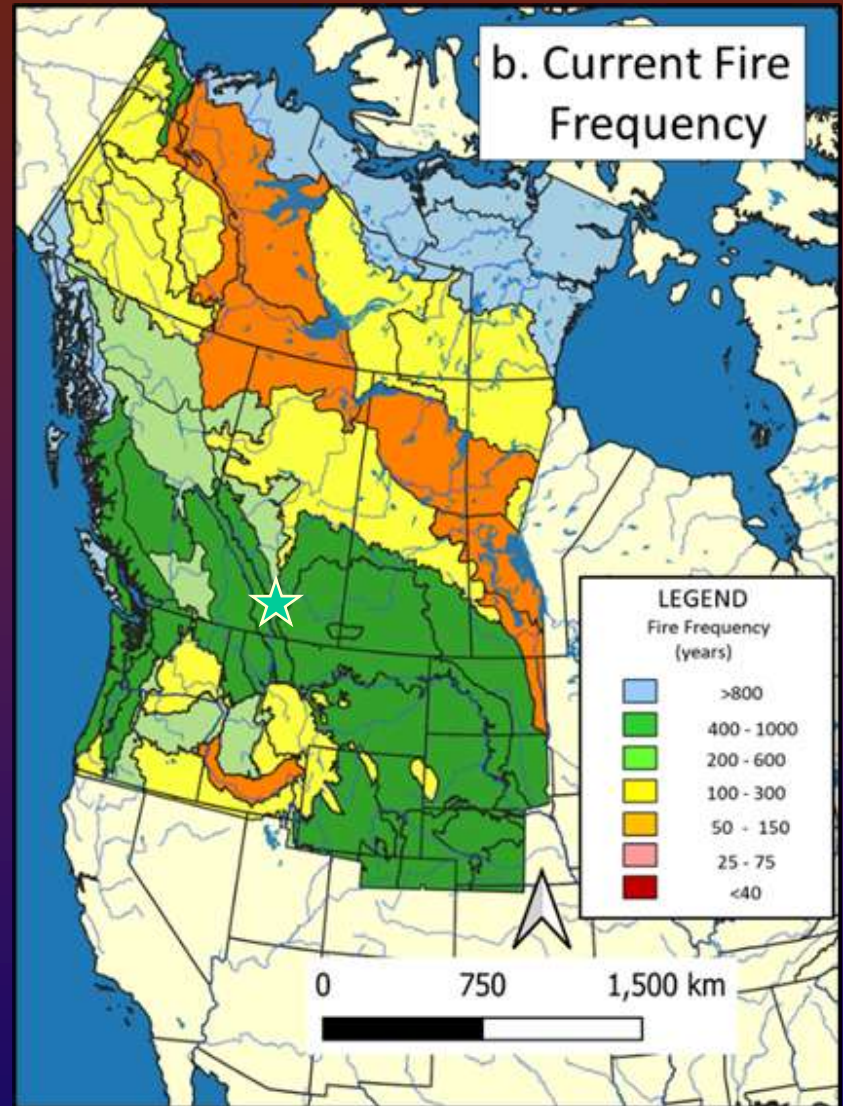 b. Current Fire
Frequency
LEGEND
Fire Frequency
(years)
>800
400 - 1000
200 - 600
100 - 300
50 - 150
25 - 75
<40
0 750 1,500 km